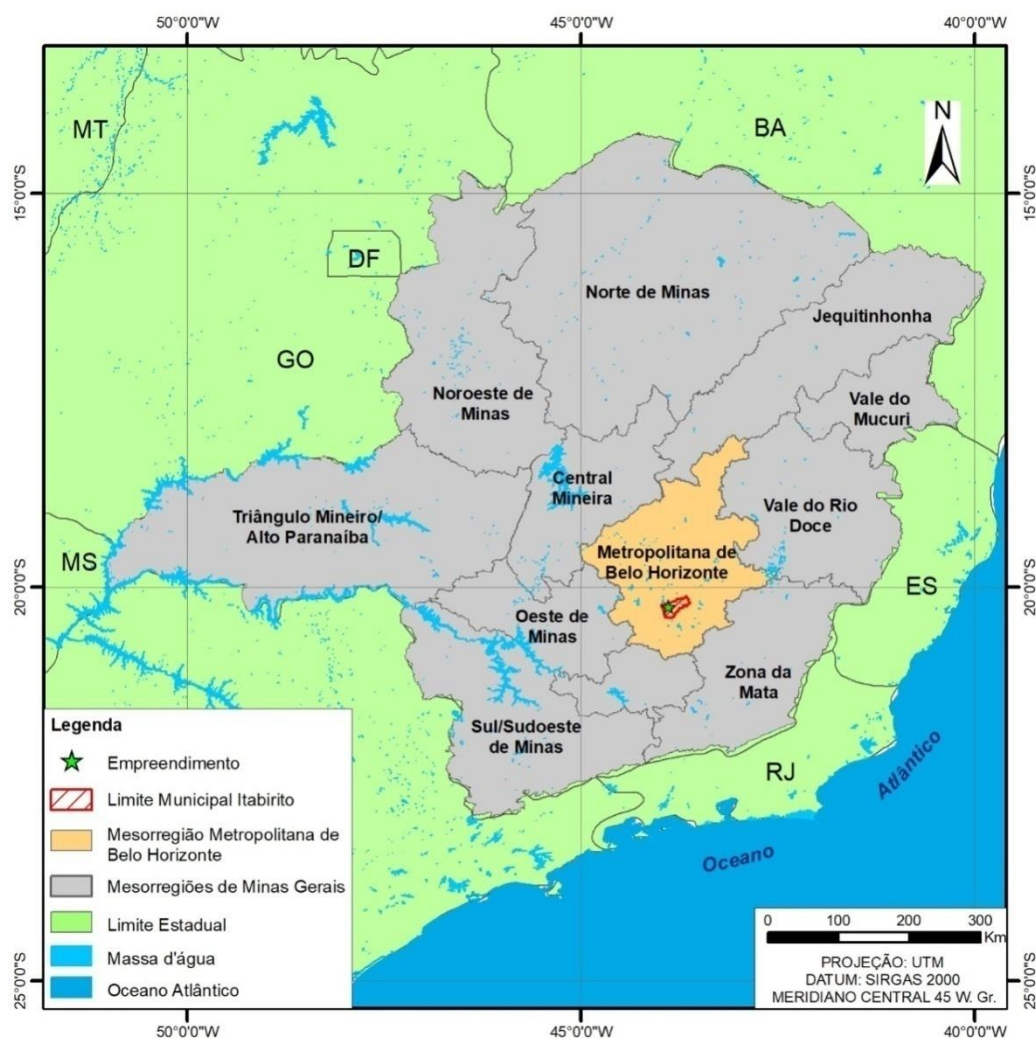 50°0'0"W
45°0'0"W
40°0'0"W
MT
BA
N
15°0'0"S
15°0'0"S
DF
Norte de Minas
Jequitinhonha
GO
Noroeste de
Minas
Vale do
Mucuri
Central
Mineira
Triângulo Mineiro/
Alto Paranaíba
Vale do Rio
Doce
Metropolitana de
Belo Horizonte
MS
ES
20°0'0"S
20°0'0"S
Oeste de
Minas
Zona da
Mata
Sul/Sudoeste
de Minas
RJ
Atlântico
Oceano
Legenda
Empreendimento
Limite Municipal Itabirito
Mesorregião Metropolitana de
Belo Horizonte
Mesorregiões de Minas Gerais
Limite Estadual
Massa d'água
Oceano Atlântico
0 100 200 300
Km
PROJEÇÃO: UTM
DATUM: SIRGAS 2000
MERIDIANO CENTRAL 45 W. Gr.
25°0'0"S
25°0'0"S
50°0'0"W
45°0'0"W
40°0'0"W